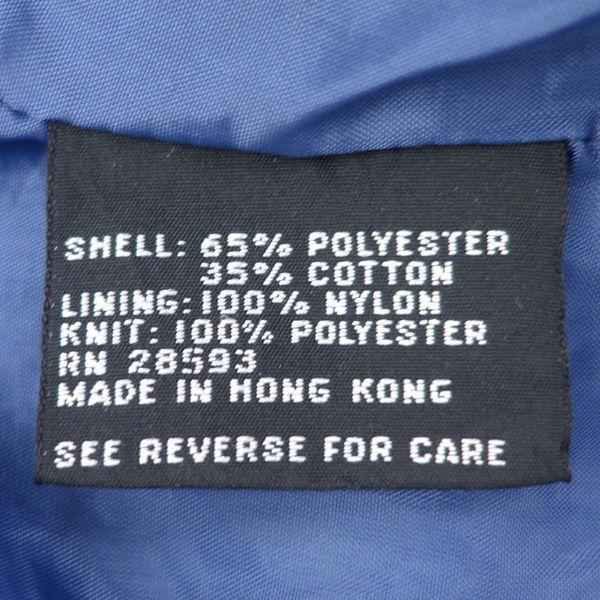 SHELL: 65% POLYESTER
35% COTTON
LINING: 100% NYLON
KNIT: 100% POLYESTER
RN 28593
MADE IN HONG KONG
SEE REVERSE FOR CARE